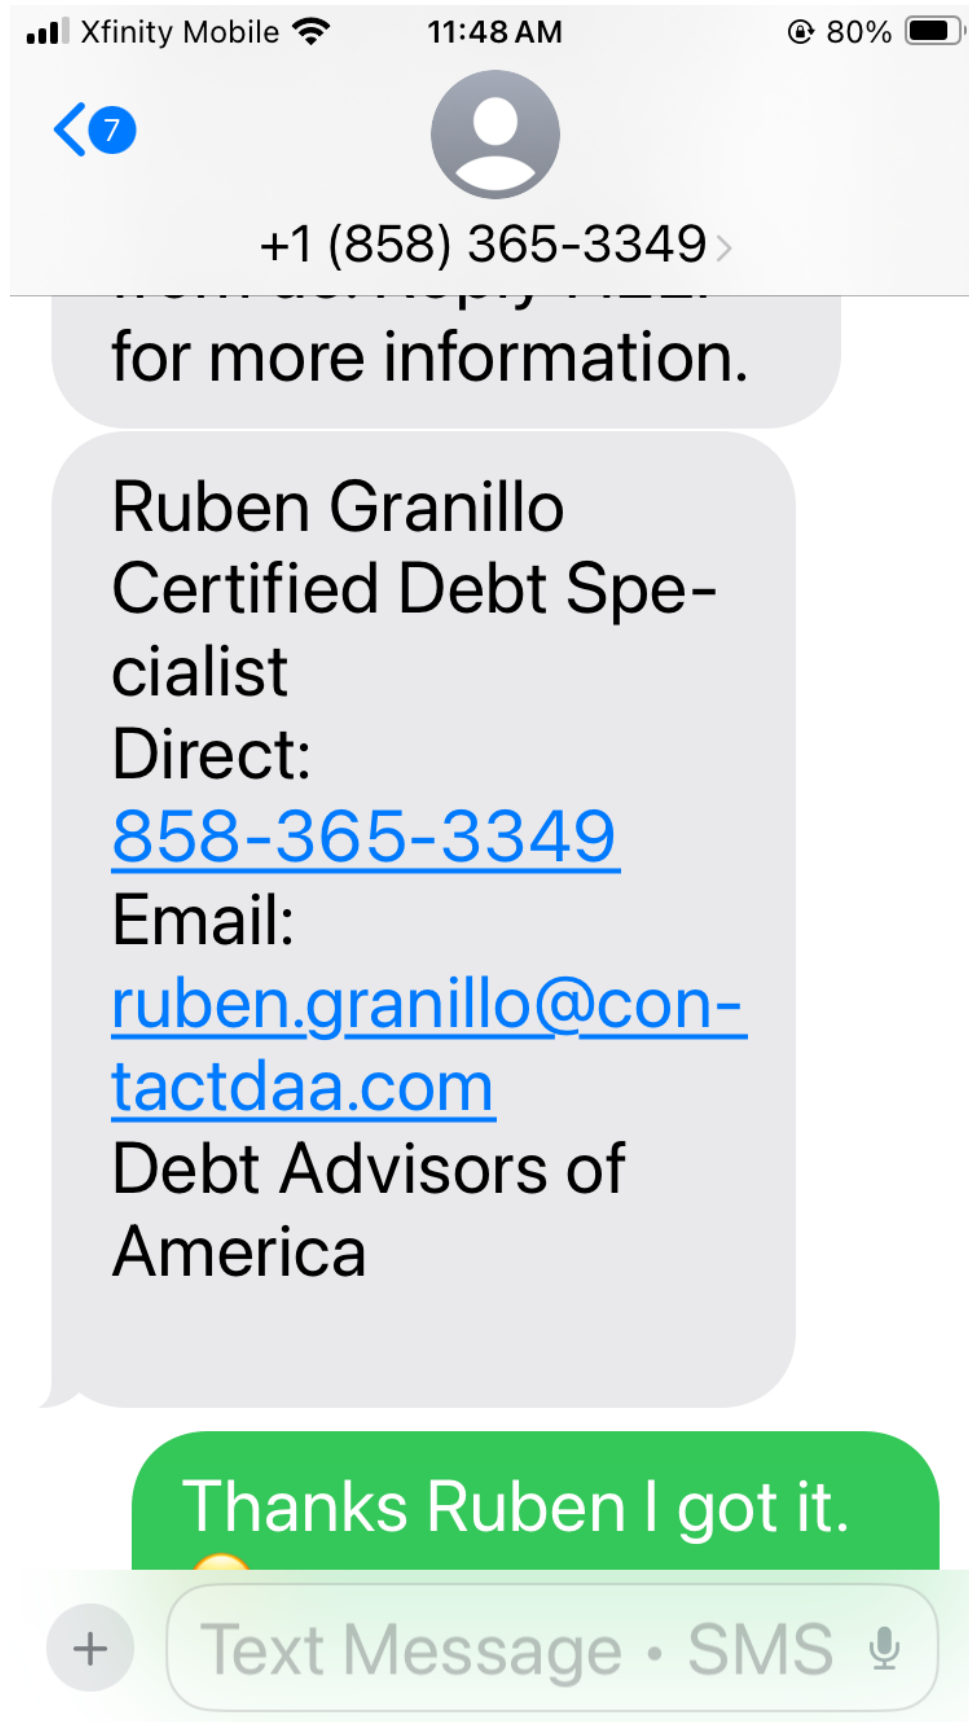 Xfinity Mobile
11:48 AM
80%
7
+1 (858) 365-3349
for more information.
Ruben Granillo
Certified Debt Spe-
cialist
Direct:
858-365-3349
Email:
ruben.granillo@con-
tactdaa.com
Debt Advisors of
America
Thanks Ruben I got it.
Text Message • SMS